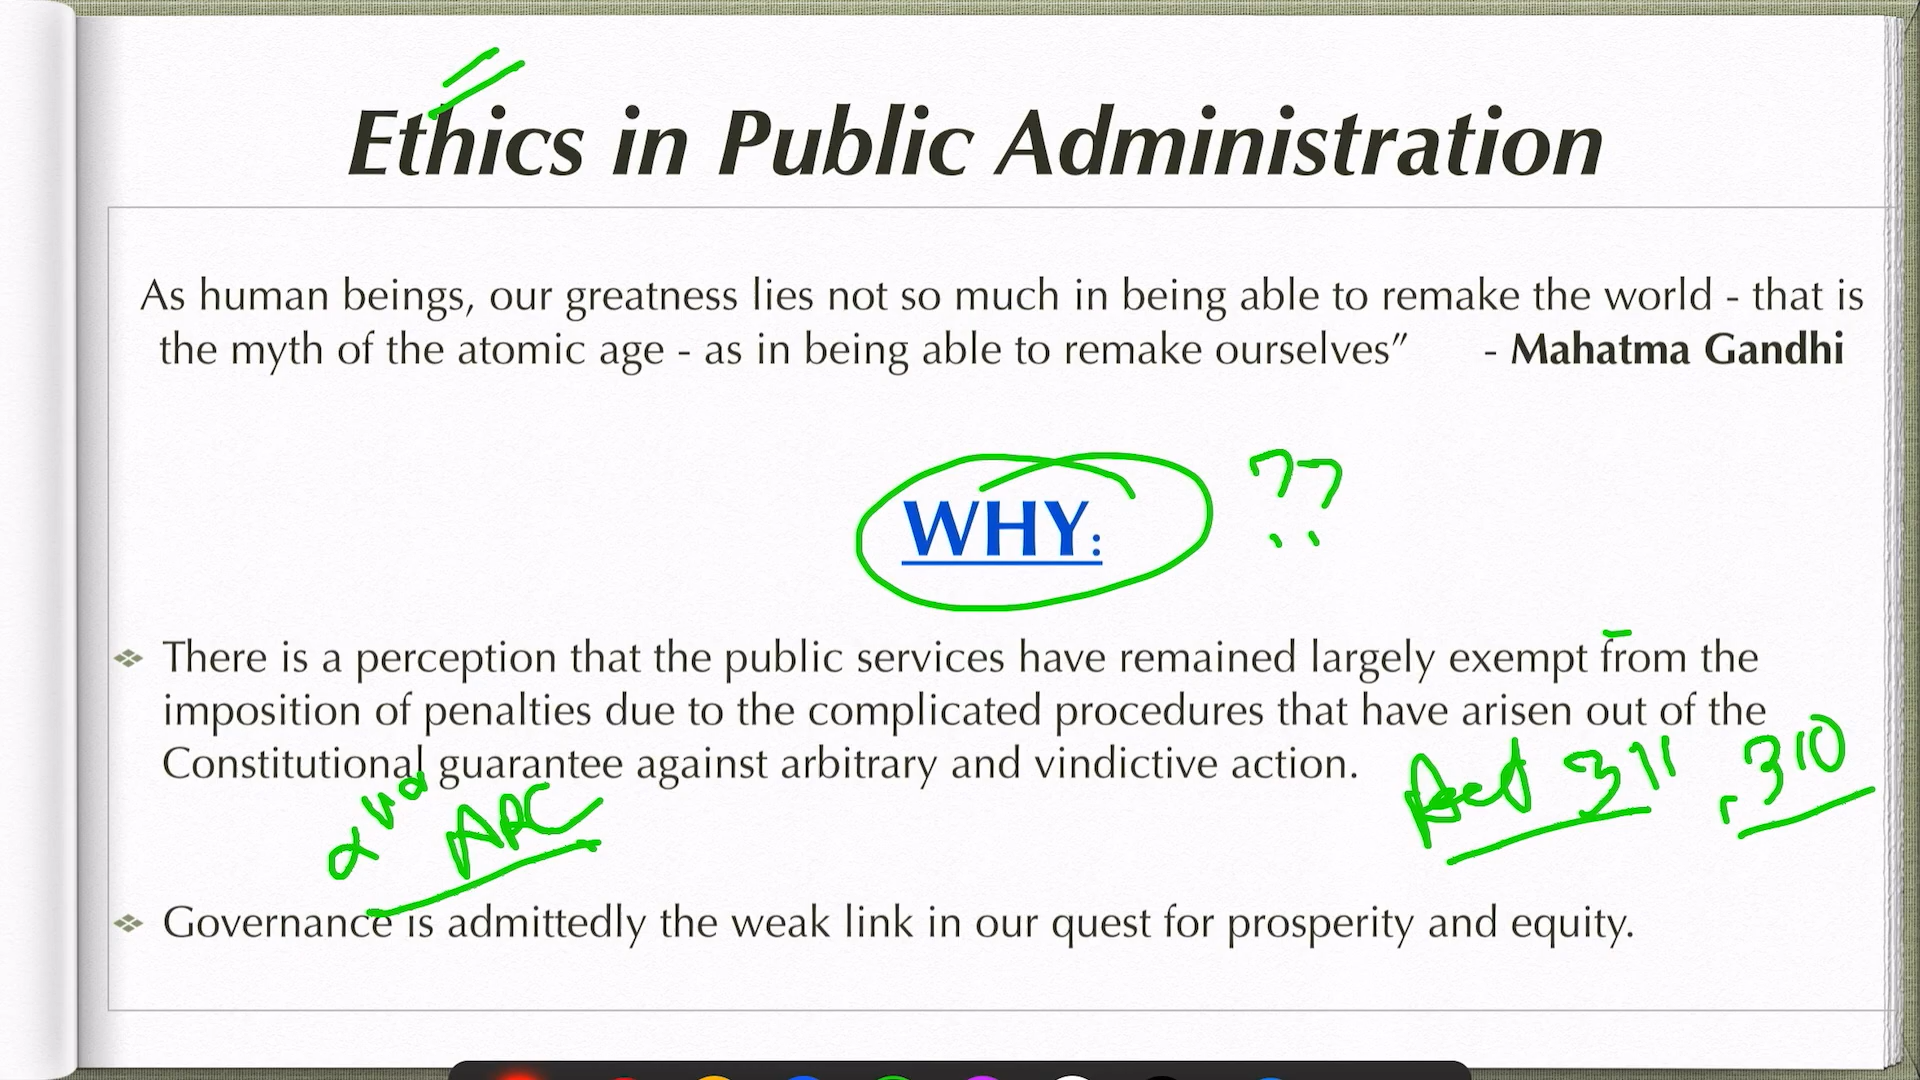 Ethics in Public Administration
As human beings, our greatness lies not so much in being able to remake the world - that is
the myth of the atomic age - as in being able to remake ourselves” - Mahatma Gandhi
WHY: ??
There is a perception that the public services have remained largely exempt from the
imposition of penalties due to the complicated procedures that have arisen out of the
Constitutional guarantee against arbitrary and vindictive action.
311, 310
ARC
Governance is admittedly the weak link in our quest for prosperity and equity.